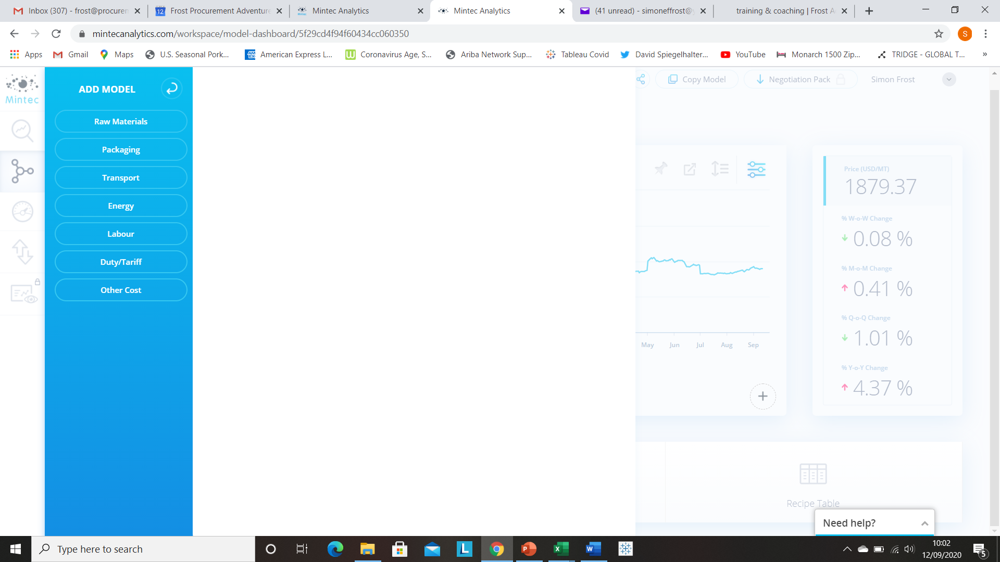 Inbox (307) - frost@procurem
Frost Procurement Adventure
Mintec Analytics
Mintec Analytics
(41 unread) - simoneffrost@y
training & coaching | Frost A
mintecanalytics.com/workspace/model-dashboard/5f29cd4f94f60434cc060350
S
Apps
Gmail
Maps
U.S. Seasonal Pork...
American Express L...
Coronavirus Age, S...
Ariba Network Sup...
Tableau Covid
David Spiegelhalter...
YouTube
Monarch 1500 Zip...
TRIDGE - GLOBAL T...
»
Mintec
ADD MODEL
Raw Materials
Packaging
Transport
Energy
Labour
Duty/Tariff
Other Cost
Copy Model
Negotiation Pack
Simon Frost
May Jun Jul Aug Sep
Price (USD/MT)
1879.37
% W-o-W Change
0.08 %
% M-o-M Change
0.41 %
% Q-o-Q Change
1.01 %
% Y-o-Y Change
4.37 %
Recipe Table
Need help?
Type here to search
10:02
12/09/2020
5